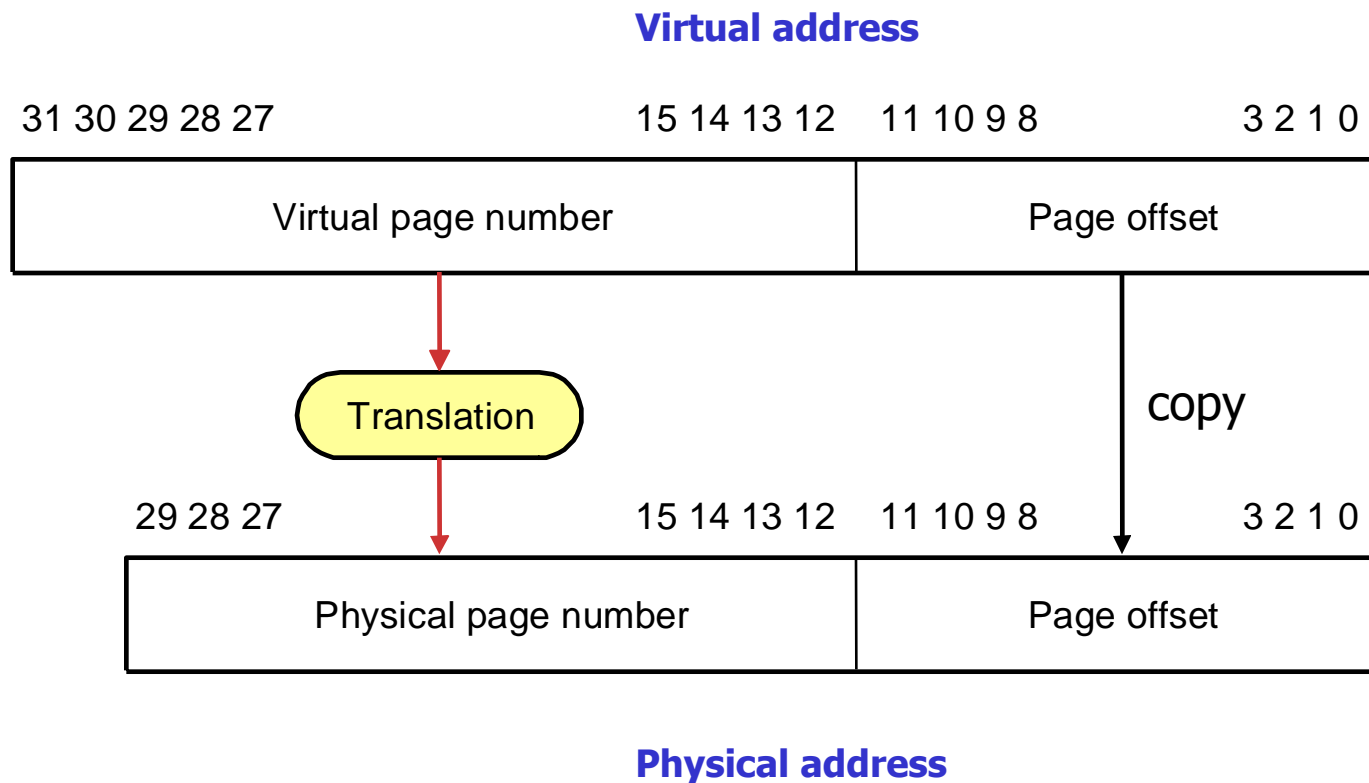 Virtual address
31 30 29 28 27 15 14 13 12 11 10 9 8 3 2 1 0
Virtual page number Page offset
Translation
copy
29 28 27 15 14 13 12 11 10 9 8 3 2 1 0
Physical page number Page offset
Physical address